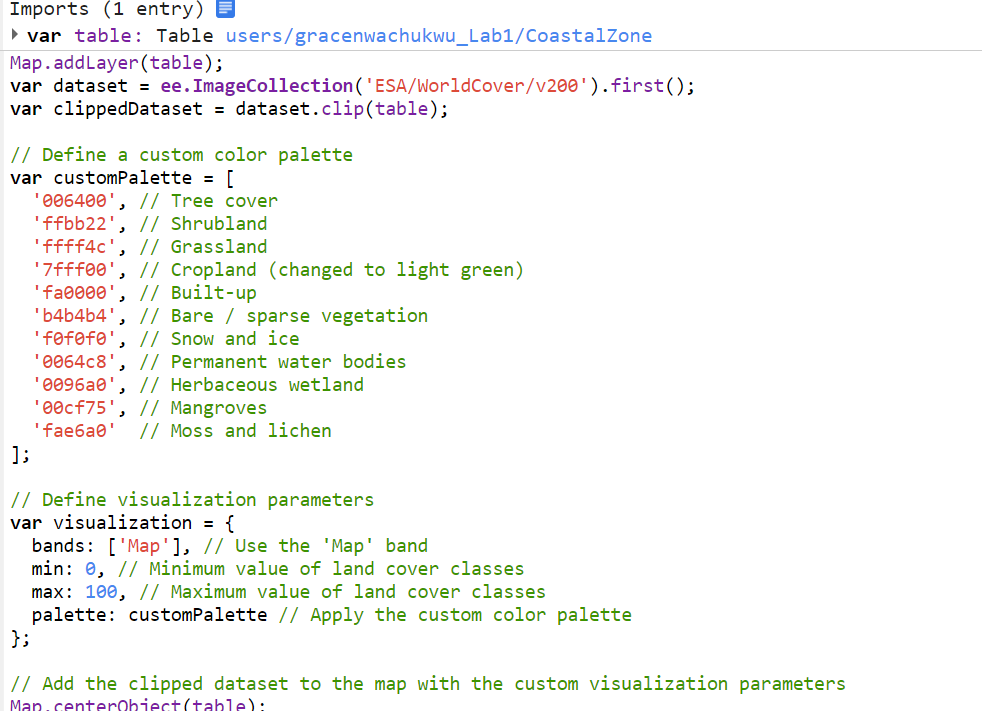 Imports (1 entry)
var table: Table users/gracenwachukwu_Lab1/CoastalZone
Map.addLayer(table);
var dataset = ee.ImageCollection('ESA/WorldCover/v200').first();
var clippedDataset = dataset.clip(table);
// Define a custom color palette
var customPalette = [
'006400', // Tree cover
'ffbb22', // Shrubland
'ffff4c', // Grassland
'7fff00', // Cropland (changed to light green)
'fa0000', // Built-up
'b4b4b4', // Bare / sparse vegetation
'f0f0f0', // Snow and ice
'0064c8', // Permanent water bodies
'0096a0', // Herbaceous wetland
'00cf75', // Mangroves
'fae6a0'  // Moss and lichen
];
// Define visualization parameters
var visualization = {
bands: ['Map'], // Use the 'Map' band
min: 0, // Minimum value of land cover classes
max: 100, // Maximum value of land cover classes
palette: customPalette // Apply the custom color palette
};
// Add the clipped dataset to the map with the custom visualization parameters
Map.centerObject(table);